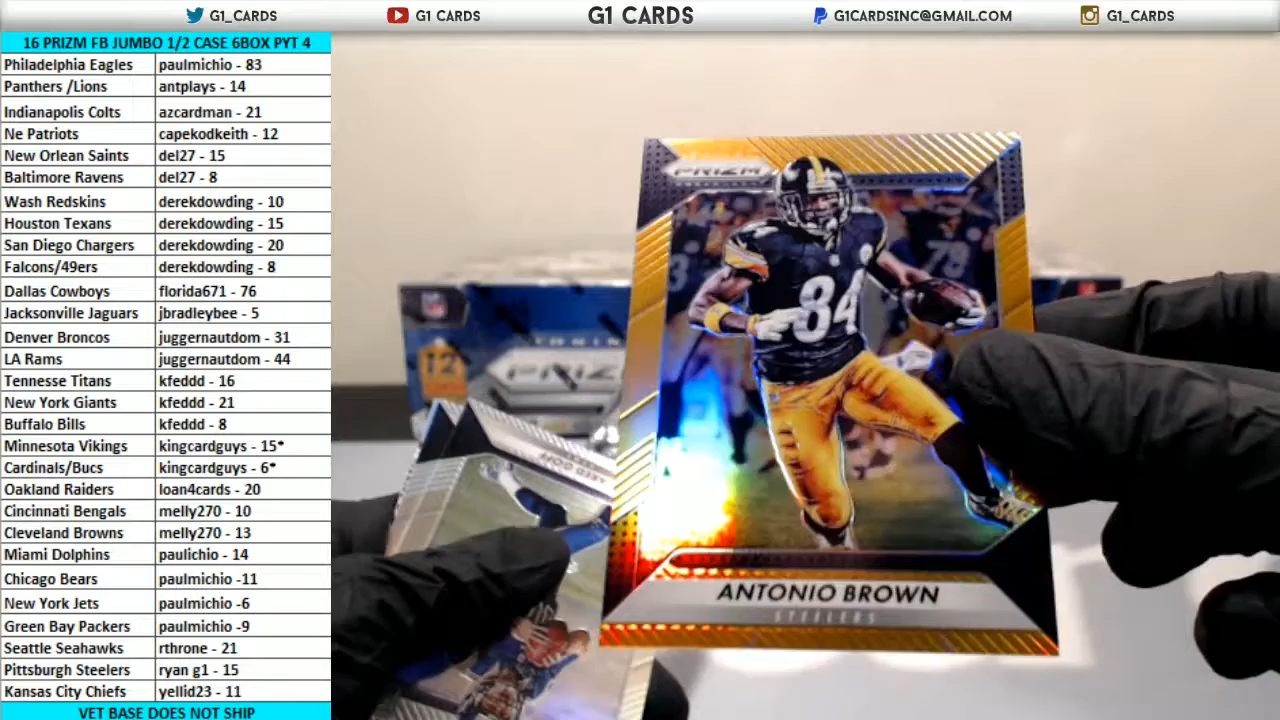 G1_CARDS
G1 CARDS
G1 CARDS
G1CARDSINC@GMAIL.COM
G1_CARDS
16 PRIZM FB JUMBO 1/2 CASE 6BOX PYT 4
Philadelphia Eagles paulmichio - 83
Panthers /Lions antplays - 14
Indianapolis Colts azcardman - 21
Ne Patriots capekodkeith - 12
New Orlean Saints del27 - 15
Baltimore Ravens del27 - 8
Wash Redskins derekdowding - 10
Houston Texans derekdowding - 15
San Diego Chargers derekdowding - 20
Falcons/49ers derekdowding - 8
Dallas Cowboys florida671 - 76
Jacksonville Jaguars jbradleybee - 5
Denver Broncos juggernautdom - 31
LA Rams juggernautdom - 44
Tennesse Titans kfeddd - 16
New York Giants kfeddd - 21
Buffalo Bills kfeddd - 8
Minnesota Vikings kingcardguys - 15*
Cardinals/Bucs kingcardguys - 6*
Oakland Raiders loan4cards - 20
Cincinnati Bengals melly270 - 10
Cleveland Browns melly270 - 13
Miami Dolphins paulichio - 14
Chicago Bears paulmichio -11
New York Jets paulmichio -6
Green Bay Packers paulmichio -9
Seattle Seahawks rthrone - 21
Pittsburgh Steelers ryan g1 - 15
Kansas City Chiefs yellid23 - 11
VET BASE DOES NOT SHIP
PRIZM
84
84
79
ANTONIO BROWN
STEELERS
NFL
12
PRIZM